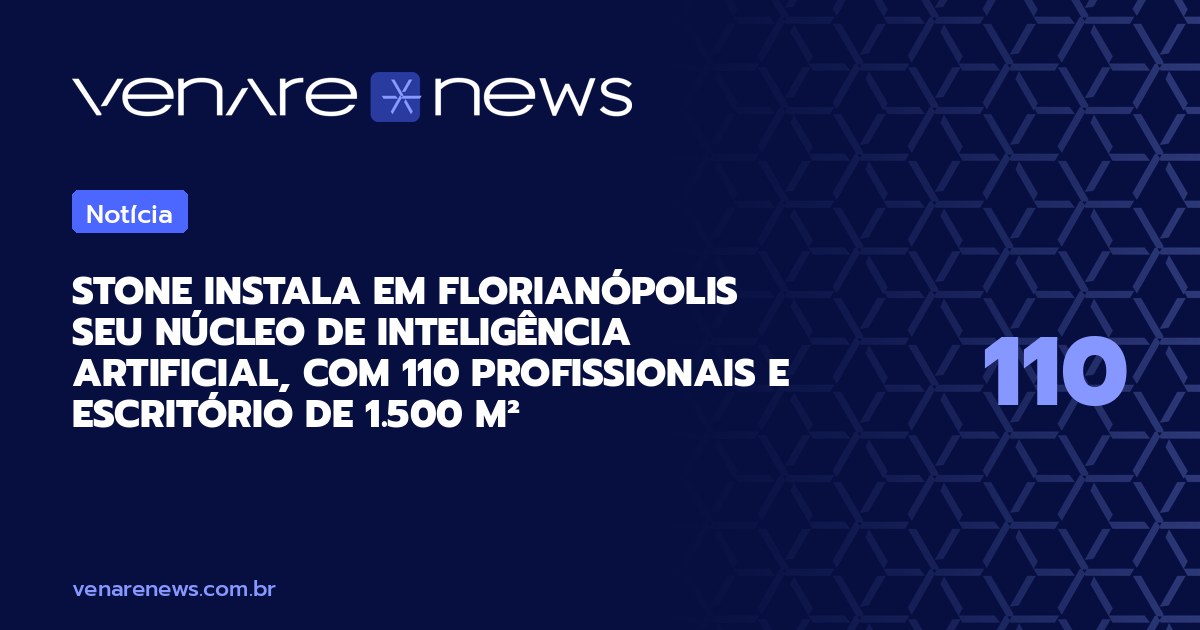 venare news
Notícia
STONE INSTALA EM FLORIANÓPOLIS
SEU NÚCLEO DE INTELIGÊNCIA
ARTIFICIAL, COM 110 PROFISSIONAIS E
ESCRITÓRIO DE 1.500 M²
110
venarenews.com.br